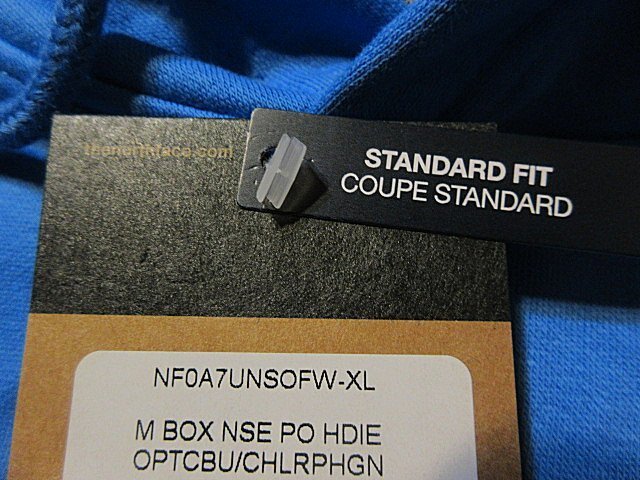 thenorthface.com
STANDARD FIT
COUPE STANDARD
NF0A7UNSOFW-XL
M BOX NSE PO HDIE
OPTCBU/CHLRPHGN